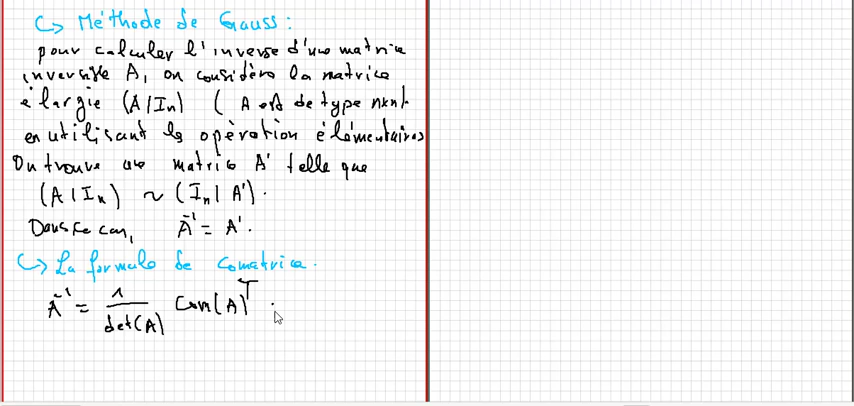 ↪ Méthode de Gauss :
pour calculer l'inverse d'une matrice
inversible A, on considère la matrice
élargie (A/In) ( A est de type nxn).
en utilisant les opération élémentaires
On trouve une matrice A' telle que
(A | In) ~ (In | A').
Dans ce cas, A⁻¹ = A'.
↪ La formule de comatrice.
A⁻¹ = 1/det(A) Com(A)ᵀ.